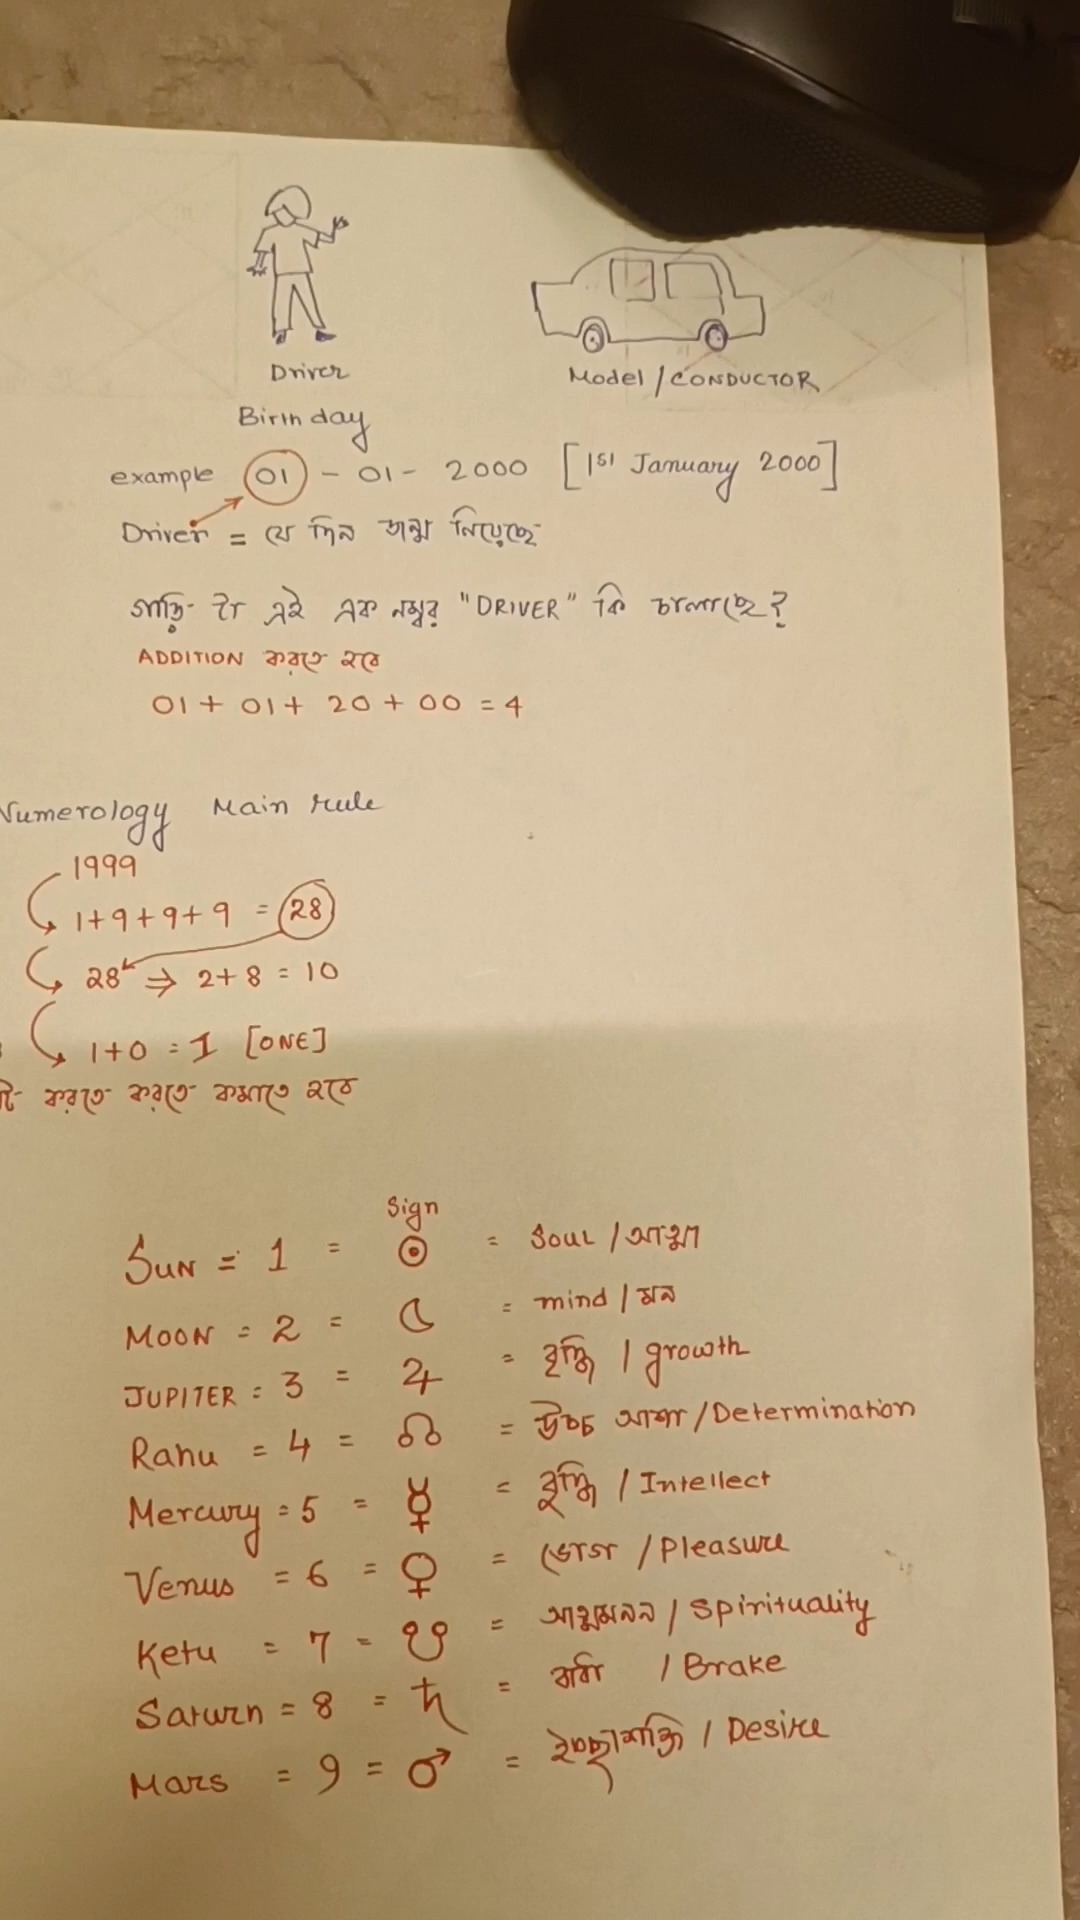 Driver
Model / CONDUCTOR
Birthday
example 01 - 01 - 2000 [1st January 2000]
Driver = যে দিন জন্ম নিয়েছে
গাড়ি টা এই এক নম্বর "DRIVER" কি চালাচ্ছে?
ADDITION করতে হবে
01 + 01 + 20 + 00 = 4
Numerology Main rule
1999
1+9+9+9 = 28
28 ⇒ 2+8 = 10
1+0 = 1 [ONE]
করতে করতে কমাতে হবে
Sign
SUN = 1 = ☉ = Soul / আত্মা
MOON = 2 = ☾ = mind / মন
JUPITER = 3 = ♃ = বৃদ্ধি / growth
Rahu = 4 = ☊ = উচ্চ আশা / Determination
Mercury = 5 = ☿ = বুদ্ধি / Intellect
Venus = 6 = ♀ = ভোগ / Pleasure
Ketu = 7 = ☋ = আত্মমনন / Spirituality
Saturn = 8 = ♄ = / Brake
Mars = 9 = ♂ = ইচ্ছাশক্তি / Desire